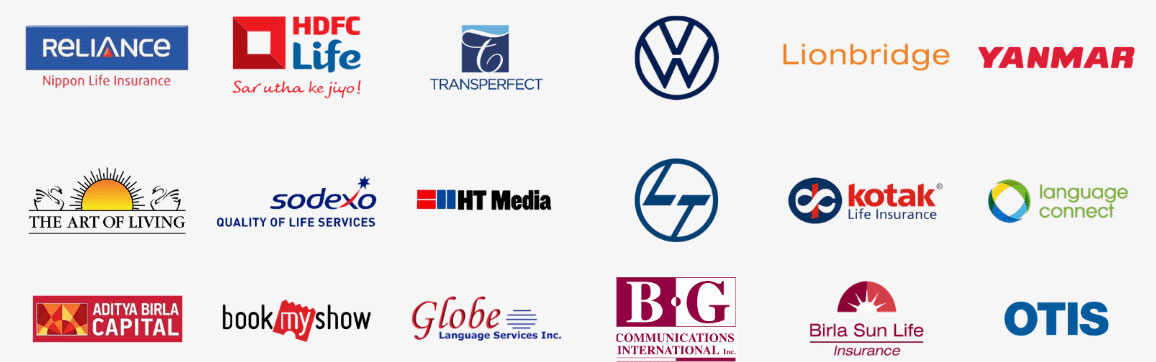 RELIANCE
Nippon Life Insurance
HDFC
Life
Sar utha ke jiyo!
TRANSPERFECT
VW
Lionbridge
YANMAR
THE ART OF LIVING
sodexo
QUALITY OF LIFE SERVICES
HT Media
LT
kotak®
Life Insurance
language
connect
ADITYA BIRLA
CAPITAL
bookmyshow
Globe
Language Services Inc.
B·G
COMMUNICATIONS
INTERNATIONAL Inc.
Birla Sun Life
Insurance
OTIS